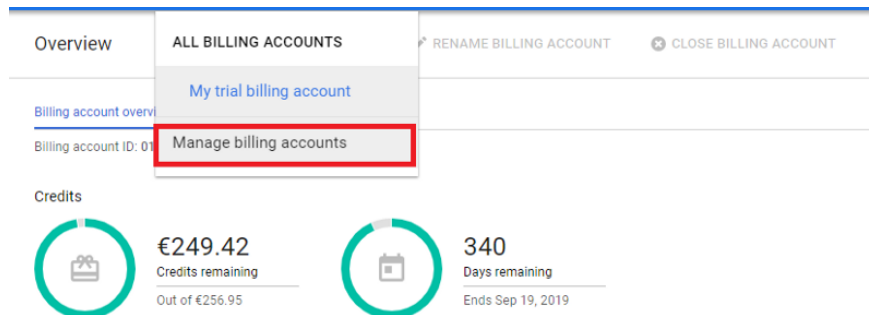 Overview
ALL BILLING ACCOUNTS
RENAME BILLING ACCOUNT
CLOSE BILLING ACCOUNT
My trial billing account
Billing account overvi
Billing account ID: 01
Manage billing accounts
Credits
€249.42
Credits remaining
Out of €256.95
340
Days remaining
Ends Sep 19, 2019